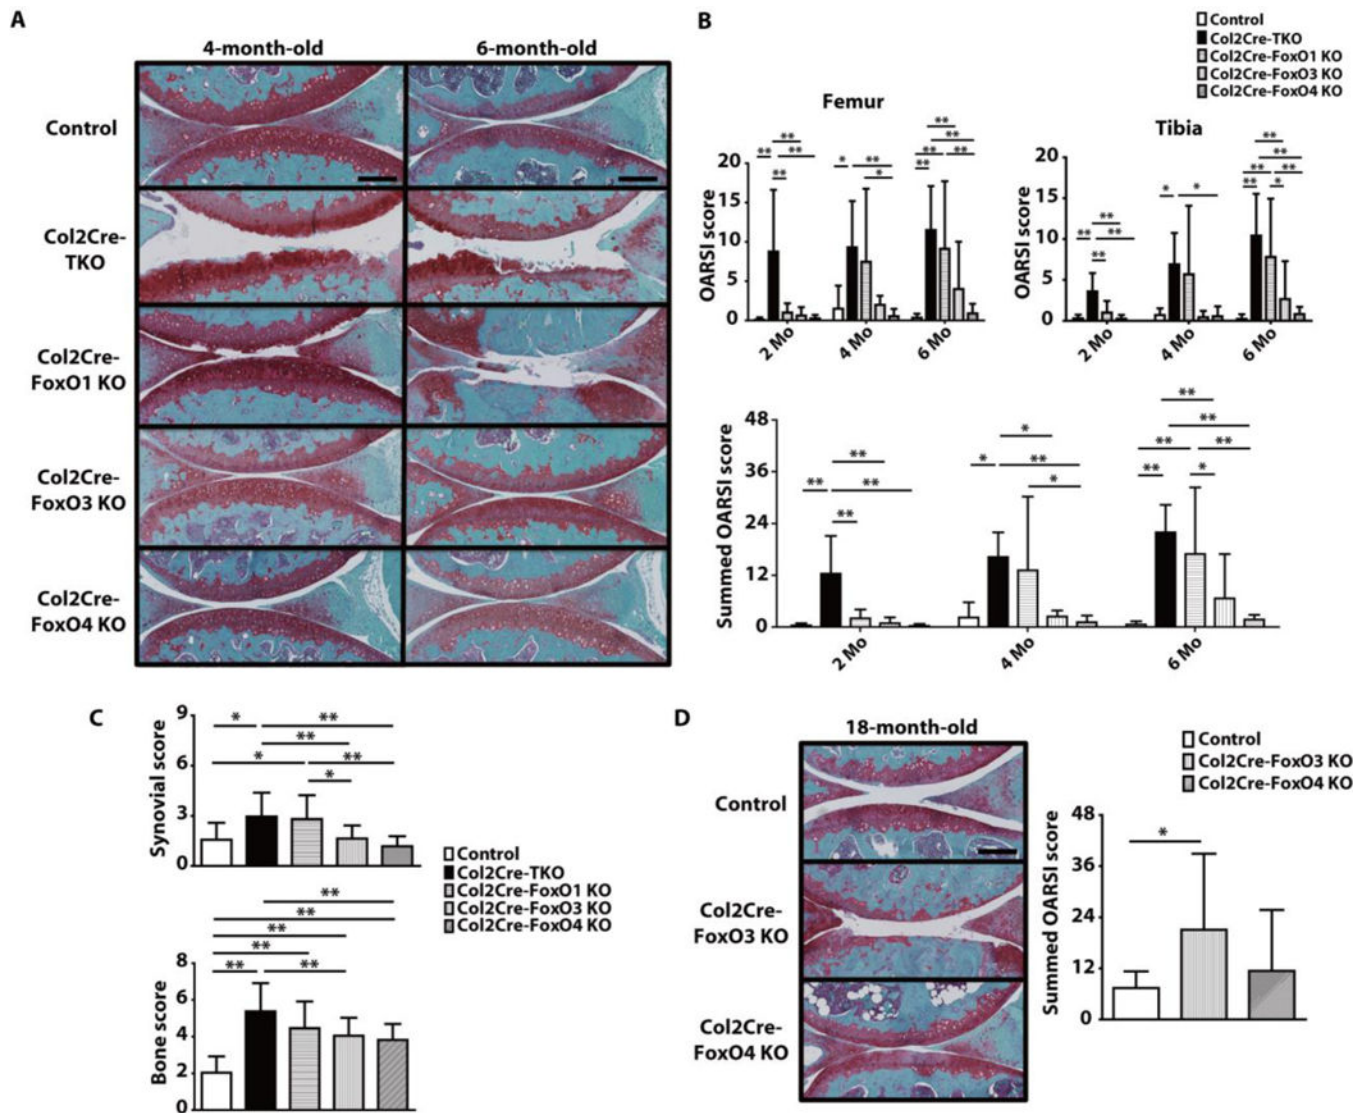 A
4-month-old 6-month-old
Control
Col2Cre-
TKO
Col2Cre-
FoxO1 KO
Col2Cre-
FoxO3 KO
Col2Cre-
FoxO4 KO
B
Control
Col2Cre-TKO
Col2Cre-FoxO1 KO
Col2Cre-FoxO3 KO
Col2Cre-FoxO4 KO
Femur
** ** ** ** * ** * ** ** ** ** **
OARSI score
20
15
10
5
0
2 Mo 4 Mo 6 Mo
Tibia
** ** ** ** * * ** ** ** ** ** *
OARSI score
20
15
10
5
0
2 Mo 4 Mo 6 Mo
Summed OARSI score
48
36
24
12
0
** ** ** ** * * ** * ** ** ** ** ** *
2 Mo 4 Mo 6 Mo
C
Synovial score
9
6
3
0
* ** ** * ** *
Control
Col2Cre-TKO
Col2Cre-FoxO1 KO
Col2Cre-FoxO3 KO
Col2Cre-FoxO4 KO
Bone score
8
6
4
2
0
** ** ** ** ** **
D
18-month-old
Control
Col2Cre-
FoxO3 KO
Col2Cre-
FoxO4 KO
Control
Col2Cre-FoxO3 KO
Col2Cre-FoxO4 KO
Summed OARSI score
48
36
24
12
0
*